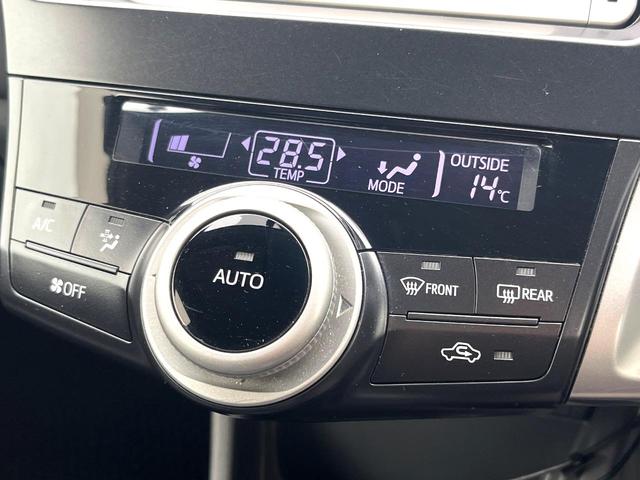 28.5
TEMP
MODE
OUTSIDE
14℃
A/C
OFF
AUTO
FRONT
REAR